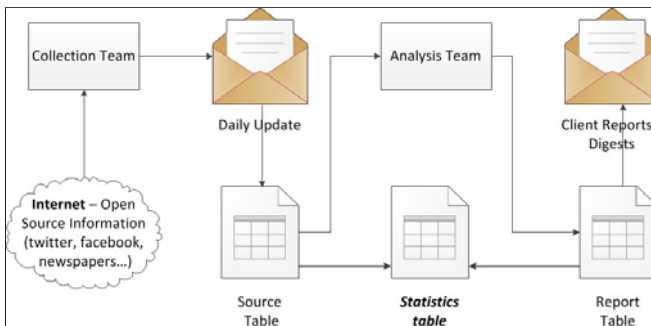 Collection Team
Analysis Team
Daily Update
Client Reports
Digests
Internet – Open
Source Information
(twitter, facebook,
newspapers...)
Source
Table
Statistics
table
Report
Table